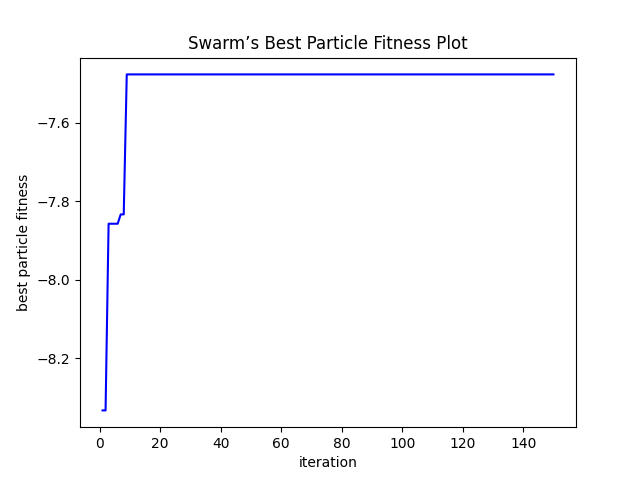 Swarm’s Best Particle Fitness Plot
−7.6
−7.8
−8.0
−8.2
best particle fitness
0 20 40 60 80 100 120 140
iteration